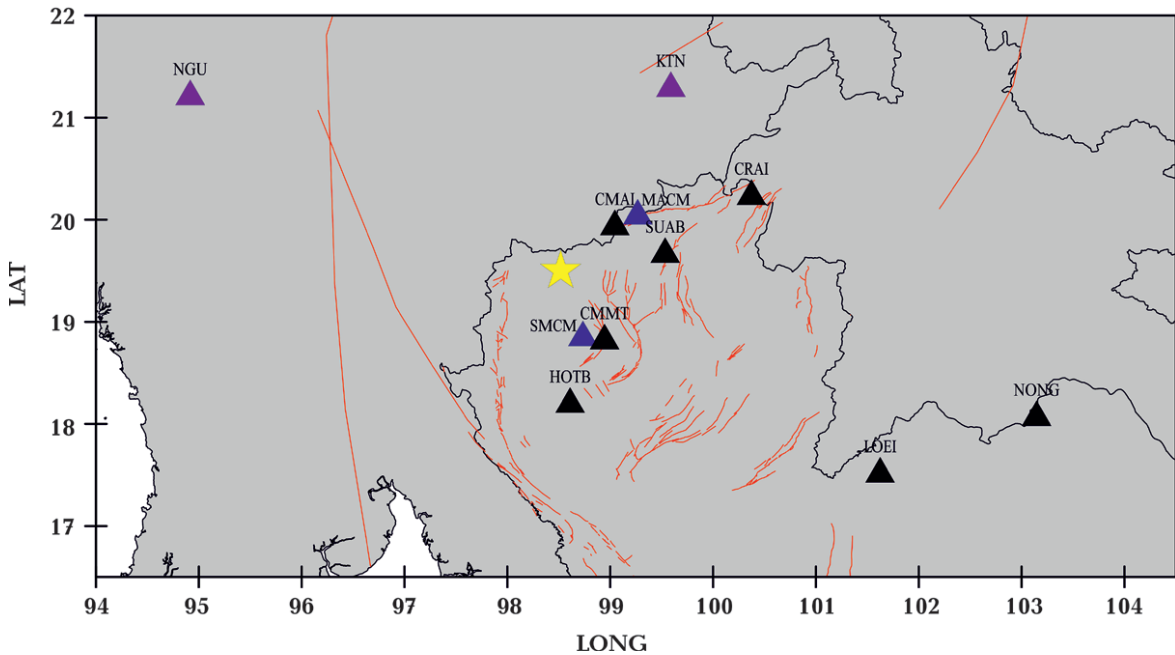 22
NGU
KTN
21
CRAI
CMAI
MACM
20
SUAB
LAT
19
SMCM
CMMT
HOTB
NONG
18
LOEI
17
94
95
96
97
98
99
100
101
102
103
104
LONG